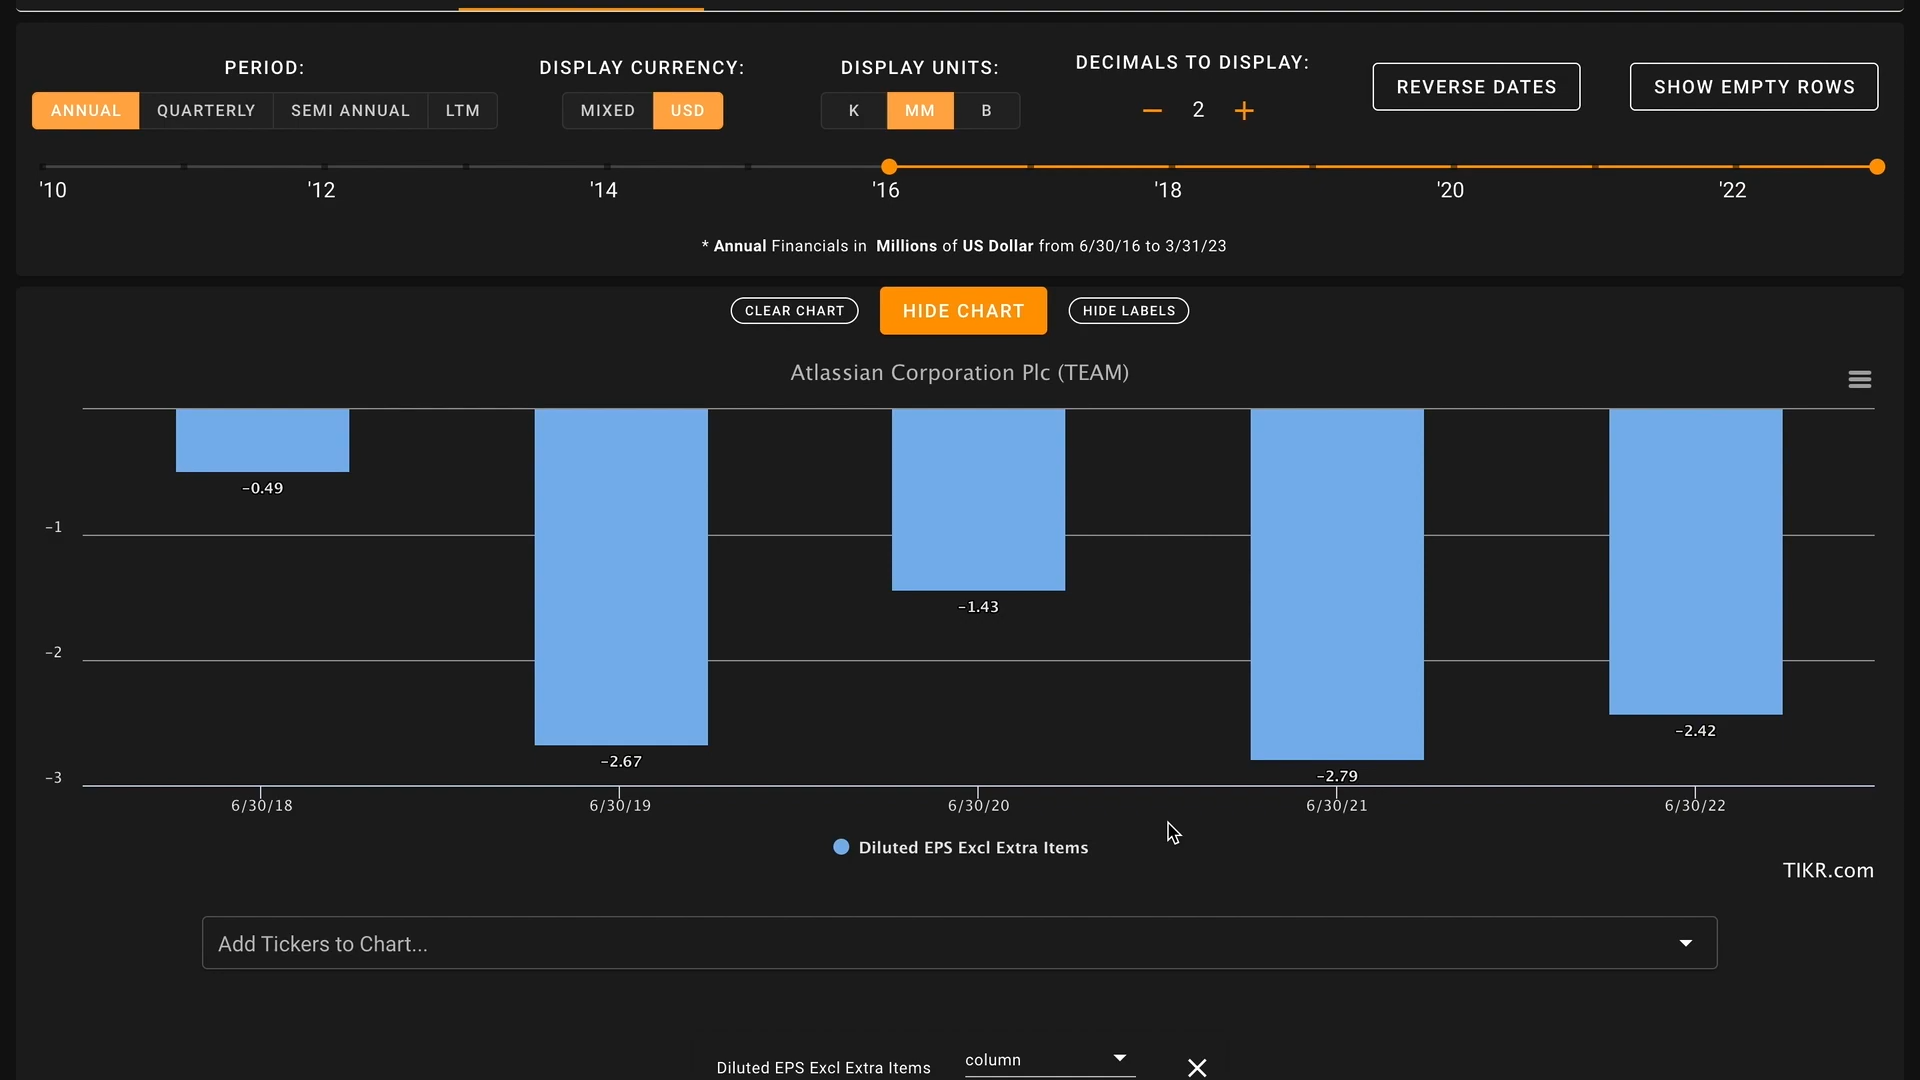 PERIOD:
ANNUAL QUARTERLY SEMI ANNUAL LTM
DISPLAY CURRENCY:
MIXED USD
DISPLAY UNITS:
K MM B
DECIMALS TO DISPLAY:
− 2 +
REVERSE DATES
SHOW EMPTY ROWS
'10 '12 '14 '16 '18 '20 '22
* Annual Financials in Millions of US Dollar from 6/30/16 to 3/31/23
CLEAR CHART HIDE CHART HIDE LABELS
Atlassian Corporation Plc (TEAM)
-0.49
-1
-1.43
-2
-2.42
-2.67
-2.79
-3
6/30/18 6/30/19 6/30/20 6/30/21 6/30/22
Diluted EPS Excl Extra Items
TIKR.com
Add Tickers to Chart...
Diluted EPS Excl Extra Items column